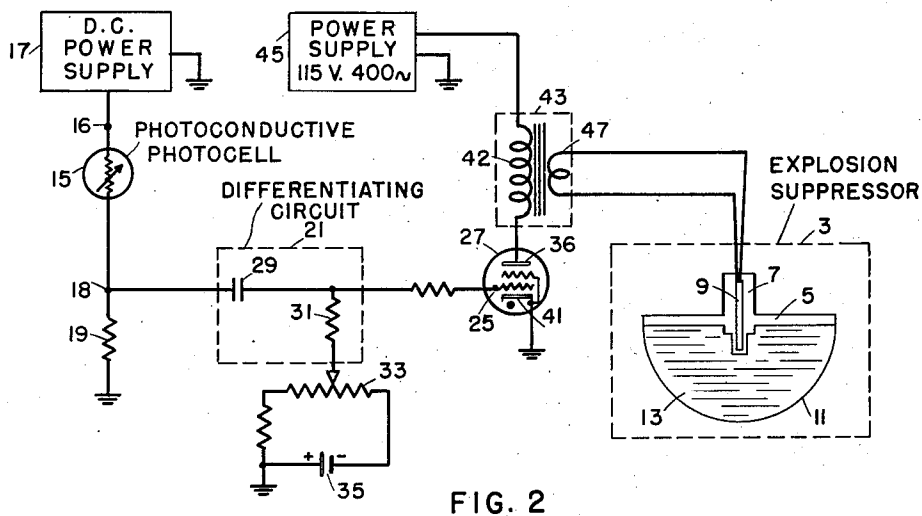 17
D.C.
POWER
SUPPLY
45
POWER
SUPPLY
115 V. 400~
16
PHOTOCONDUCTIVE
PHOTOCELL
15
43
42
47
EXPLOSION
SUPPRESSOR
DIFFERENTIATING
CIRCUIT
21
27
36
3
18
29
9
7
5
25
41
19
31
33
13
11
+ -
35
FIG. 2